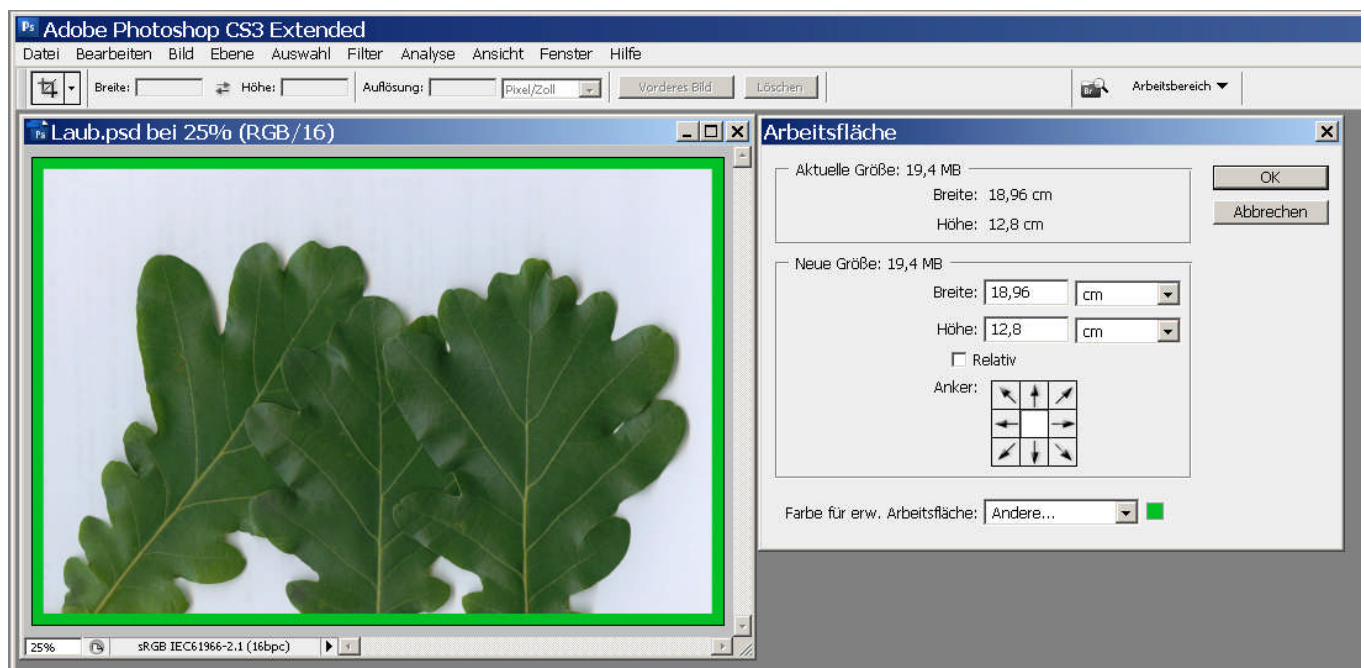 Ps Adobe Photoshop CS3 Extended
Datei Bearbeiten Bild Ebene Auswahl Filter Analyse Ansicht Fenster Hilfe
Breite: Höhe: Auflösung: Pixel/Zoll Vorderes Bild Löschen Br Arbeitsbereich
Ps Laub.psd bei 25% (RGB/16)
25% sRGB IEC61966-2.1 (16bpc)
Arbeitsfläche
Aktuelle Größe: 19,4 MB
Breite: 18,96 cm
Höhe: 12,8 cm
OK
Abbrechen
Neue Größe: 19,4 MB
Breite: 18,96 cm
Höhe: 12,8 cm
Relativ
Anker:
Farbe für erw. Arbeitsfläche: Andere...